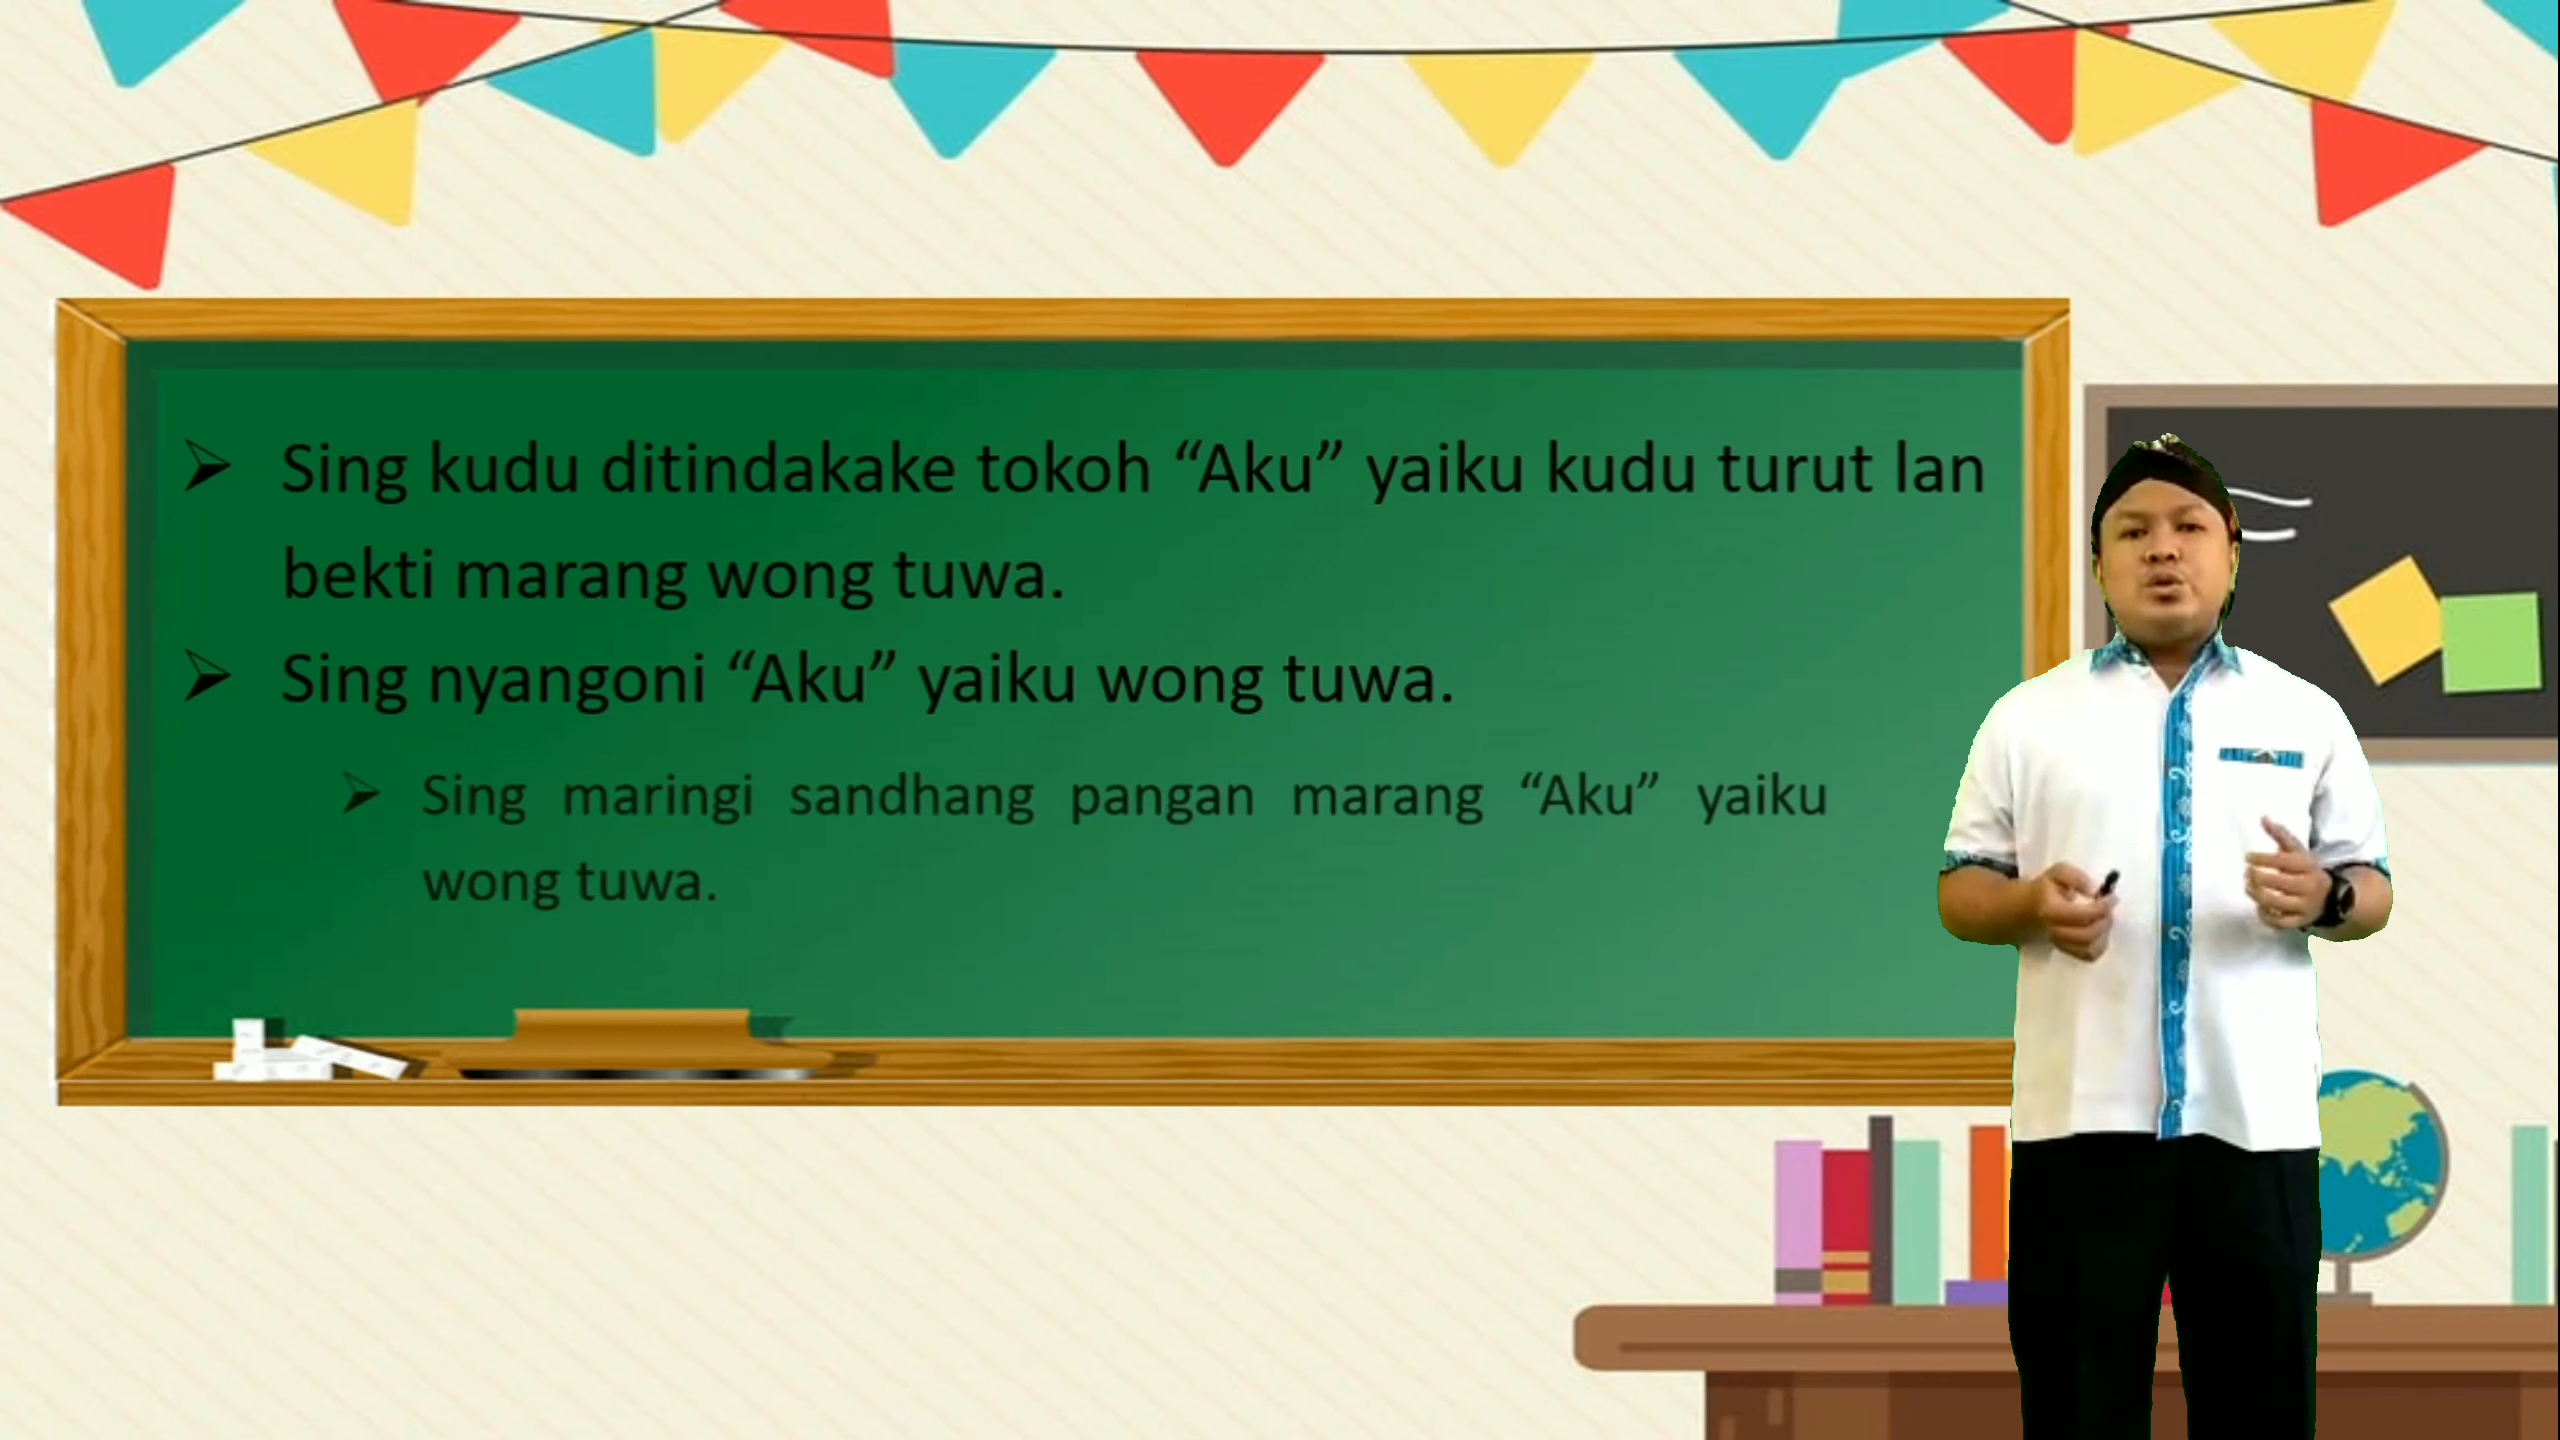 ➢ Sing kudu ditindakake tokoh “Aku” yaiku kudu turut lan
bekti marang wong tuwa.
➢ Sing nyangoni “Aku” yaiku wong tuwa.
➢ Sing maringi sandhang pangan marang “Aku” yaiku
wong tuwa.